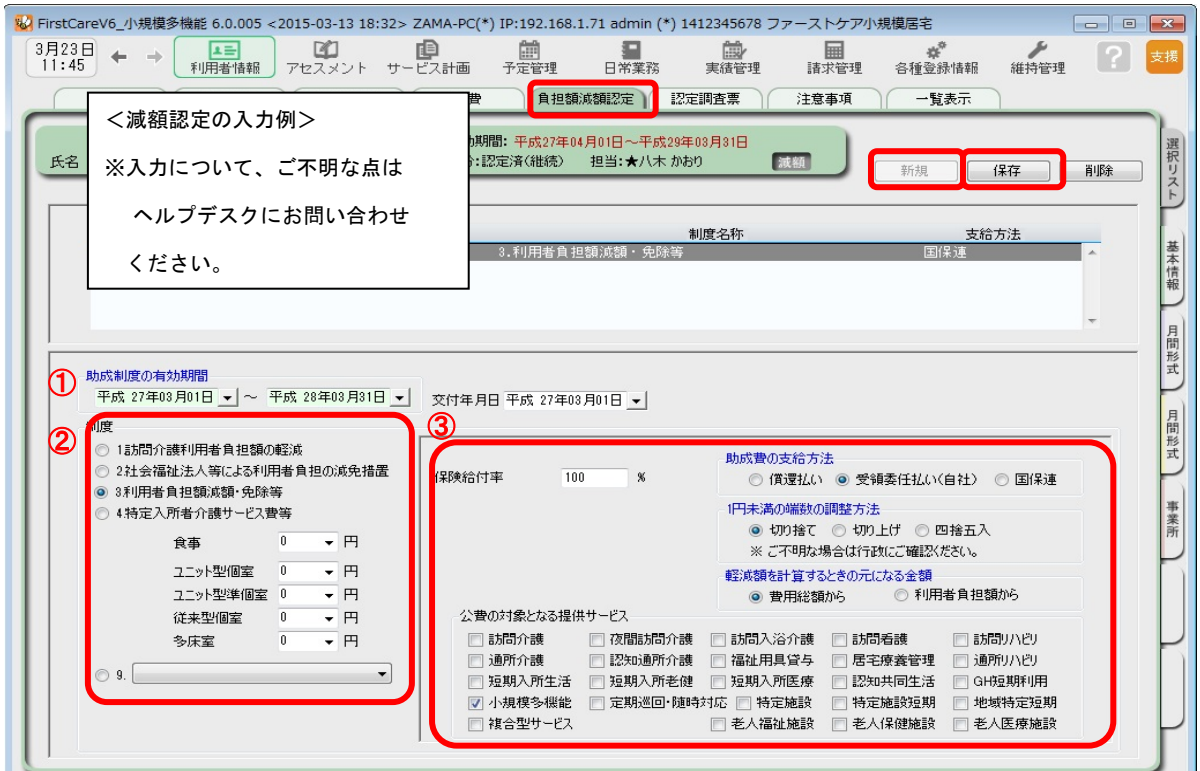 FirstCareV6_小規模多機能 6.0.005 <2015-03-13 18:32> ZAMA-PC(*) IP:192.168.1.71 admin (*) 1412345678 ファーストケア小規模居宅
3月23日
11:45
利用者情報 アセスメント サービス計画 予定管理 日常業務 実績管理 請求管理 各種登録情報 維持管理 ? 支援
費 負担額減額認定 認定調査票 注意事項 一覧表示
<減額認定の入力例>
※入力について、ご不明な点は
ヘルプデスクにお問い合わせ
ください。
期間: 平成27年04月01日~平成29年03月31日
氏名 :認定済(継続) 担当:★八木 かおり 減額
新規 保存 削除
選択リスト
基本情報
月間形式
月間形式
事業所
制度名称 支給方法
3.利用者負担額減額・免除等 国保連
① 助成制度の有効期間
平成 27年03月01日 ~ 平成 28年03月31日 交付年月日 平成 27年03月01日
② 制度
1訪問介護利用者負担額の軽減
2社会福祉法人等による利用者負担の減免措置
3利用者負担額減額・免除等
4.特定入所者介護サービス費等
食事 0 円
ユニット型個室 0 円
ユニット型準個室 0 円
従来型個室 0 円
多床室 0 円
9.
③
保険給付率 100 %
助成費の支給方法
償還払い 受領委任払い(自社) 国保連
1円未満の端数の調整方法
切り捨て 切り上げ 四捨五入
※ ご不明な場合は行政にご確認ください。
軽減額を計算するときの元になる金額
費用総額から 利用者負担額から
公費の対象となる提供サービス
訪問介護 夜間訪問介護 訪問入浴介護 訪問看護 訪問リハビリ
通所介護 認知通所介護 福祉用具貸与 居宅療養管理 通所リハビリ
短期入所生活 短期入所老健 短期入所医療 認知共同生活 GH短期利用
小規模多機能 定期巡回・随時対応 特定施設 特定施設短期 地域特定短期
複合型サービス 老人福祉施設 老人保健施設 老人医療施設